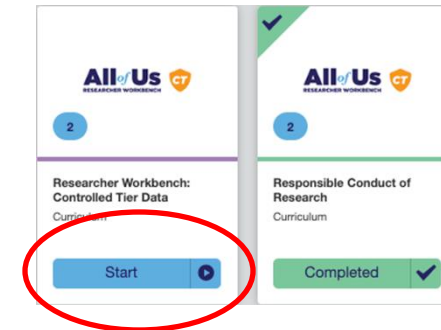 All of Us CT
RESEARCHER WORKBENCH
2
Researcher Workbench:
Controlled Tier Data
Curriculum
Start
All of Us CT
RESEARCHER WORKBENCH
2
Responsible Conduct of
Research
Curriculum
Completed